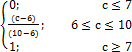 0; c ≤ 7
(c−6)/(10−6); 6 ≤ c ≤ 10
1; c ≥ 7